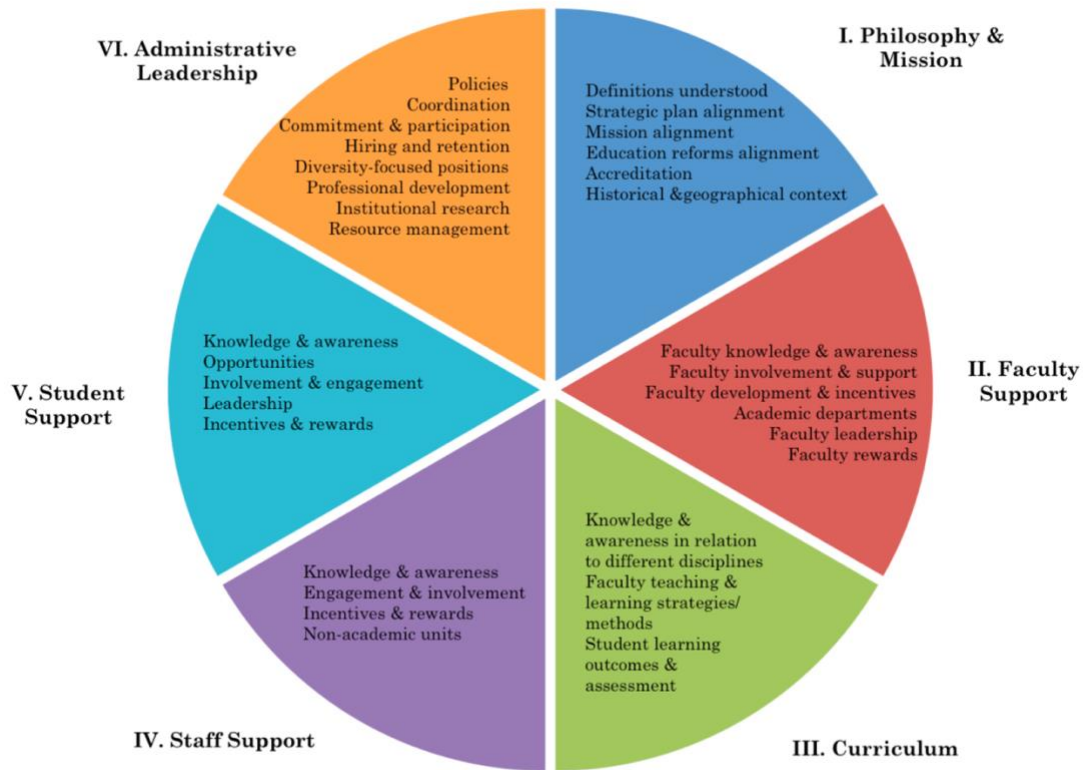 VI. Administrative
Leadership
Policies
Coordination
Commitment & participation
Hiring and retention
Diversity-focused positions
Professional development
Institutional research
Resource management
I. Philosophy &
Mission
Definitions understood
Strategic plan alignment
Mission alignment
Education reforms alignment
Accreditation
Historical &geographical context
V. Student
Support
Knowledge & awareness
Opportunities
Involvement & engagement
Leadership
Incentives & rewards
II. Faculty
Support
Faculty knowledge & awareness
Faculty involvement & support
Faculty development & incentives
Academic departments
Faculty leadership
Faculty rewards
IV. Staff Support
Knowledge & awareness
Engagement & involvement
Incentives & rewards
Non-academic units
III. Curriculum
Knowledge &
awareness in relation
to different disciplines
Faculty teaching &
learning strategies/
methods
Student learning
outcomes &
assessment